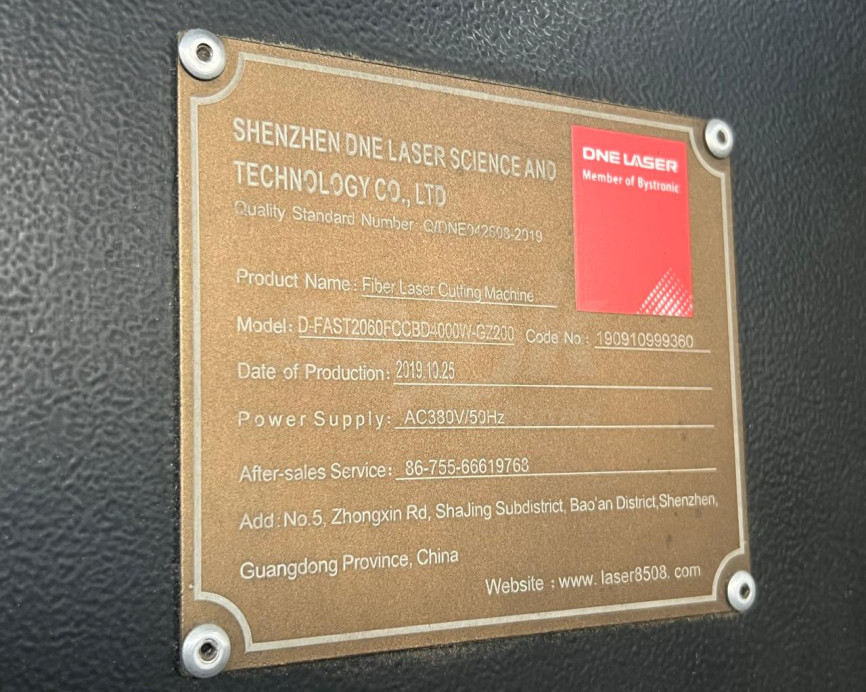 SHENZHEN DNE LASER SCIENCE AND
TECHNOLOGY CO., LTD
Quality Standard Number: Q/DNE042603-2019
DNE LASER
Member of Bystronic
Product Name: Fiber Laser Cutting Machine
Model: D-FAST2060FCCBD4000W-GZ200 Code No: 190910999360
Date of Production: 2019.10.25
Power Supply: AC380V/50Hz
After-sales Service: 86-755-66619768
Add:No.5, Zhongxin Rd, ShaJing Subdistrict, Bao'an District,Shenzhen,
Guangdong Province, China
Website : www. laser8508. com